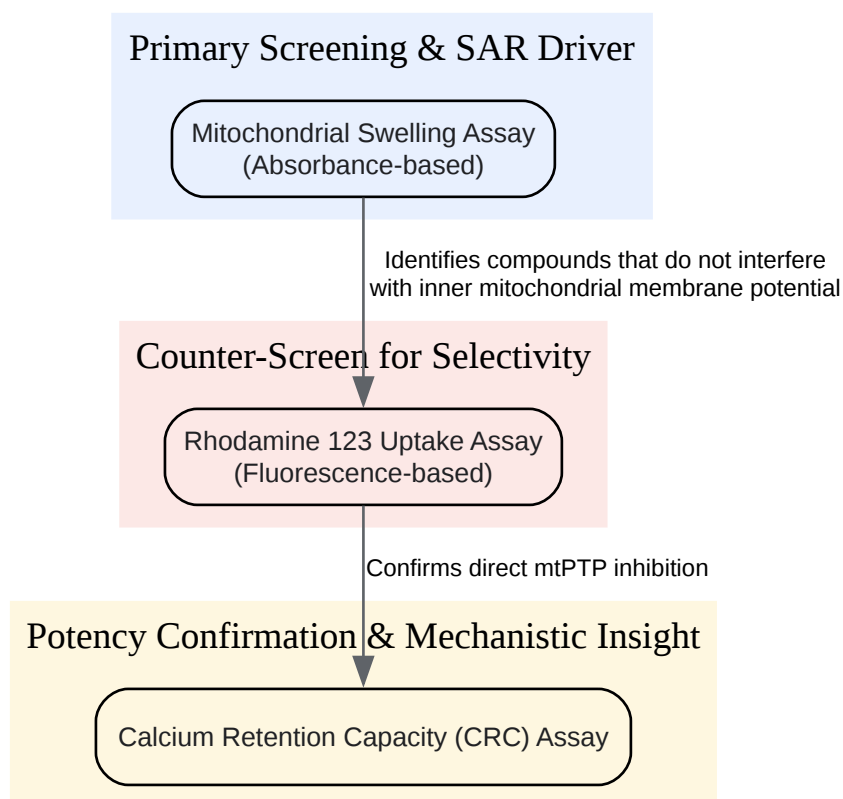 Primary Screening & SAR Driver
Mitochondrial Swelling Assay
(Absorbance-based)
Identifies compounds that do not interfere
with inner mitochondrial membrane potential
Counter-Screen for Selectivity
Rhodamine 123 Uptake Assay
(Fluorescence-based)
Confirms direct mtPTP inhibition
Potency Confirmation & Mechanistic Insight
Calcium Retention Capacity (CRC) Assay